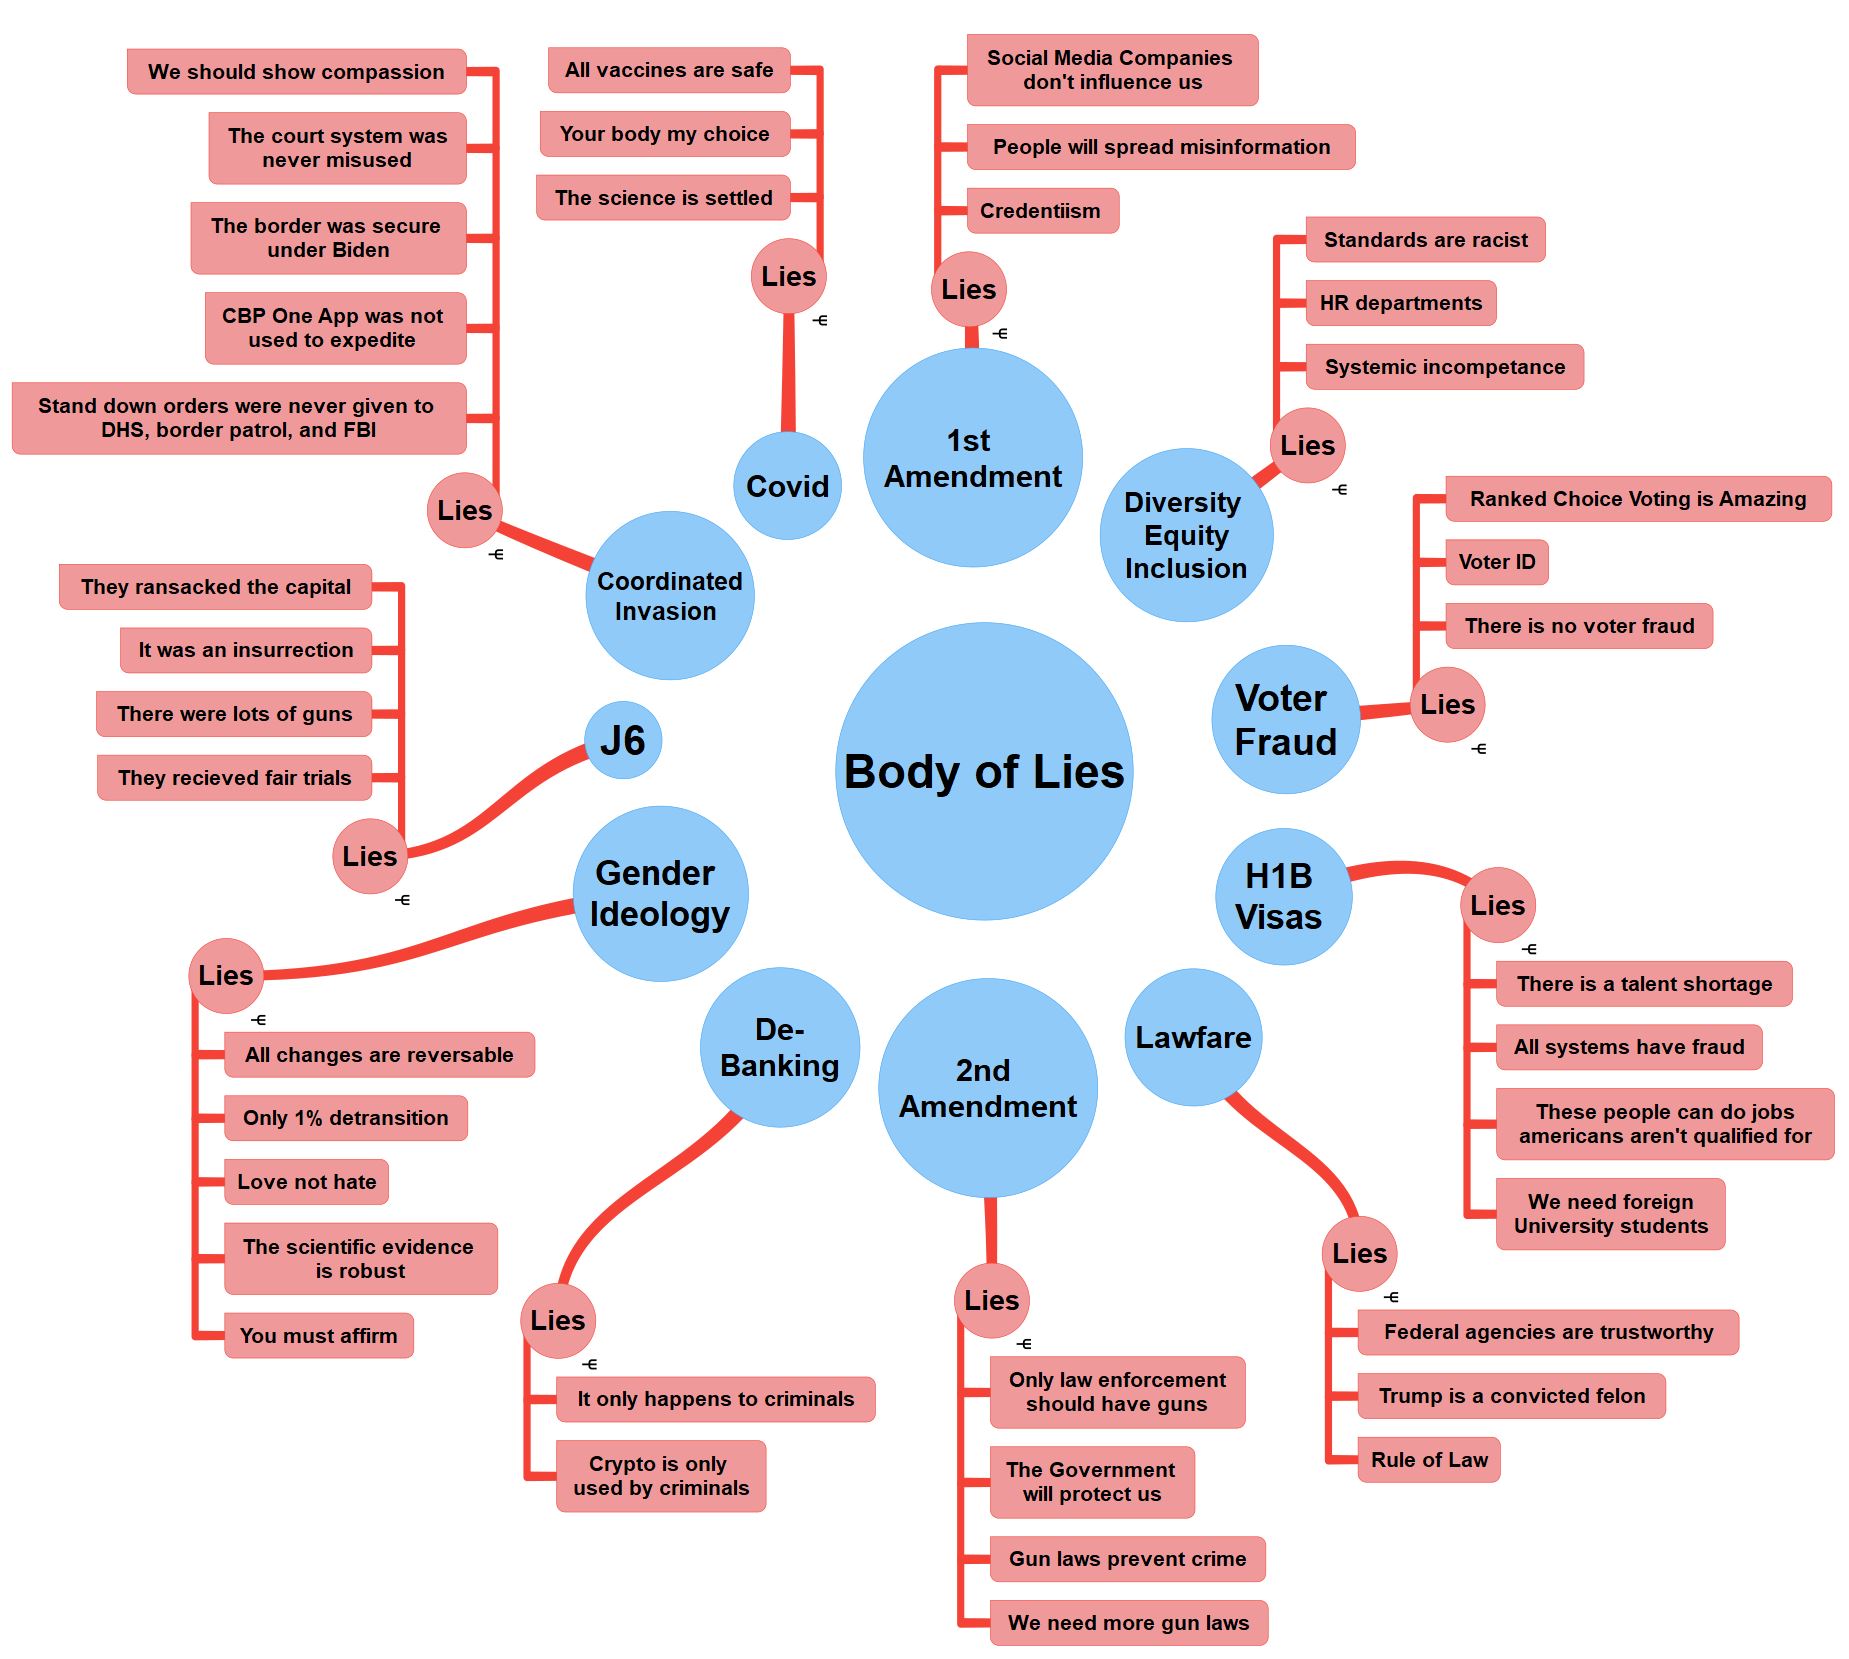 We should show compassion
The court system was
never misused
The border was secure
under Biden
CBP One App was not
used to expedite
Stand down orders were never given to
DHS, border patrol, and FBI
Lies
Coordinated
Invasion
All vaccines are safe
Your body my choice
The science is settled
Lies
Covid
Social Media Companies
don't influence us
People will spread misinformation
Credentiism
Lies
1st
Amendment
Standards are racist
HR departments
Systemic incompetance
Lies
Diversity
Equity
Inclusion
Ranked Choice Voting is Amazing
Voter ID
There is no voter fraud
Lies
Voter
Fraud
They ransacked the capital
It was an insurrection
There were lots of guns
They recieved fair trials
Lies
J6
Body of Lies
Gender
Ideology
Lies
All changes are reversable
Only 1% detransition
Love not hate
The scientific evidence
is robust
You must affirm
De-
Banking
Lies
It only happens to criminals
Crypto is only
used by criminals
2nd
Amendment
Lies
Only law enforcement
should have guns
The Government
will protect us
Gun laws prevent crime
We need more gun laws
Lawfare
Lies
Federal agencies are trustworthy
Trump is a convicted felon
Rule of Law
H1B
Visas
Lies
There is a talent shortage
All systems have fraud
These people can do jobs
americans aren't qualified for
We need foreign
University students